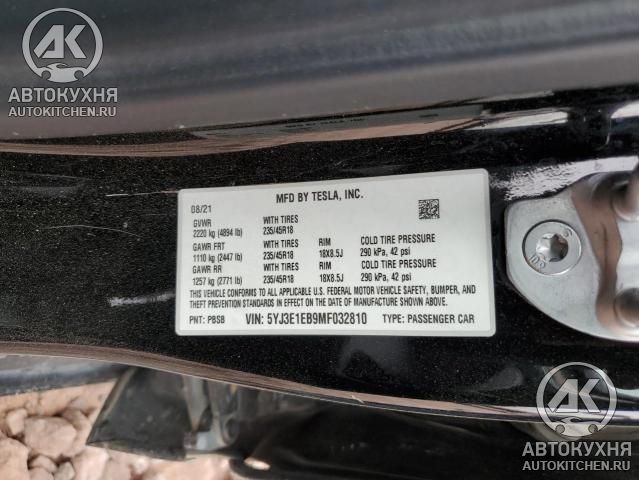 АК
АВТОКУХНЯ
AUTOKITCHEN.RU
MFD BY TESLA, INC.
08/21
GVWR WITH TIRES
2220 kg (4894 lb) 235/45R18
GAWR FRT WITH TIRES RIM COLD TIRE PRESSURE
1110 kg (2447 lb) 235/45R18 18X8.5J 290 kPa, 42 psi
GAWR RR WITH TIRES RIM COLD TIRE PRESSURE
1257 kg (2771 lb) 235/45R18 18X8.5J 290 kPa, 42 psi
THIS VEHICLE CONFORMS TO ALL APPLICABLE U.S. FEDERAL MOTOR VEHICLE SAFETY, BUMPER, AND
THEFT PREVENTION STANDARDS IN EFFECT ON THE DATE OF MANUFACTURE SHOWN ABOVE.
PNT: PBSB VIN: 5YJ3E1EB9MF032810 TYPE: PASSENGER CAR
АК
АВТОКУХНЯ
AUTOKITCHEN.RU